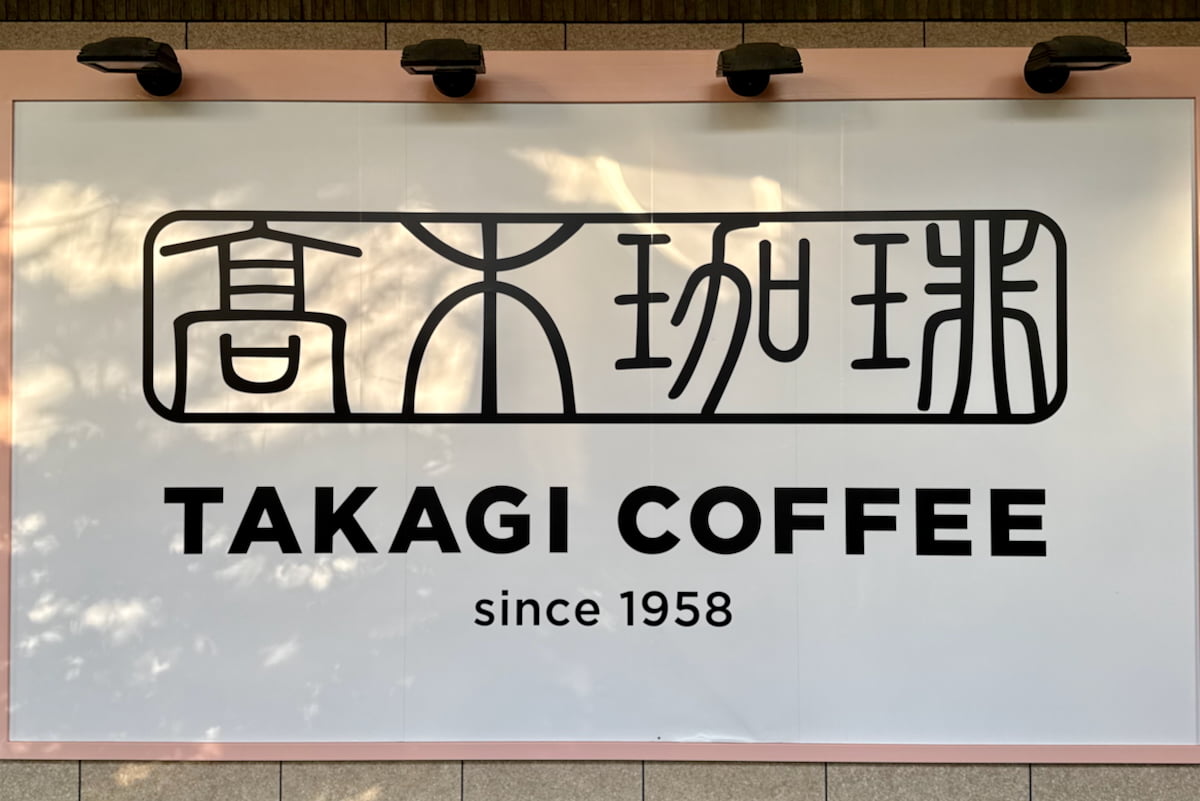 髙木珈琲
TAKAGI COFFEE
since 1958